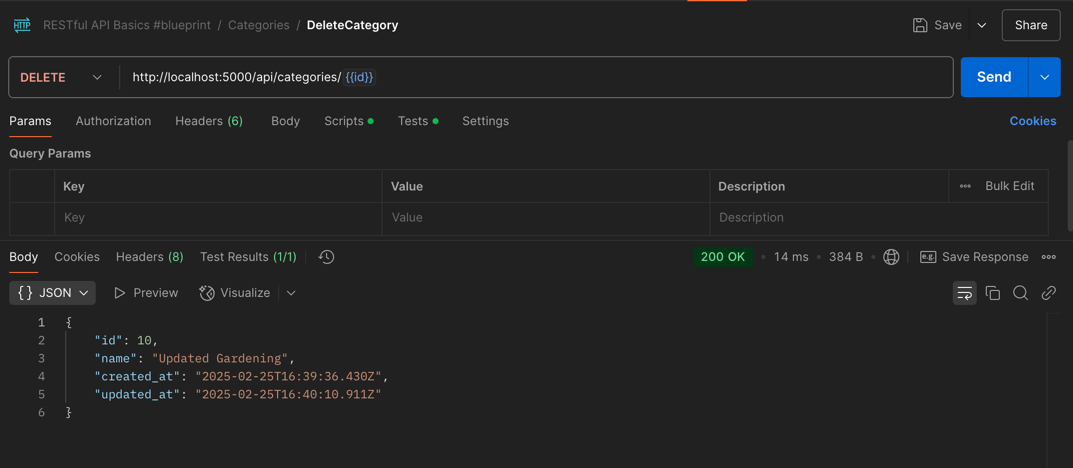 HTTP RESTful API Basics #blueprint / Categories / DeleteCategory Save Share
DELETE http://localhost:5000/api/categories/ {{id}} Send
Params Authorization Headers (6) Body Scripts Tests Settings Cookies
Query Params
Key Value Description Bulk Edit
Key Value Description
Body Cookies Headers (8) Test Results (1/1) 200 OK 14 ms 384 B e.g. Save Response
{} JSON Preview Visualize
1 {
2 "id": 10,
3 "name": "Updated Gardening",
4 "created_at": "2025-02-25T16:39:36.430Z",
5 "updated_at": "2025-02-25T16:40:10.911Z"
6 }